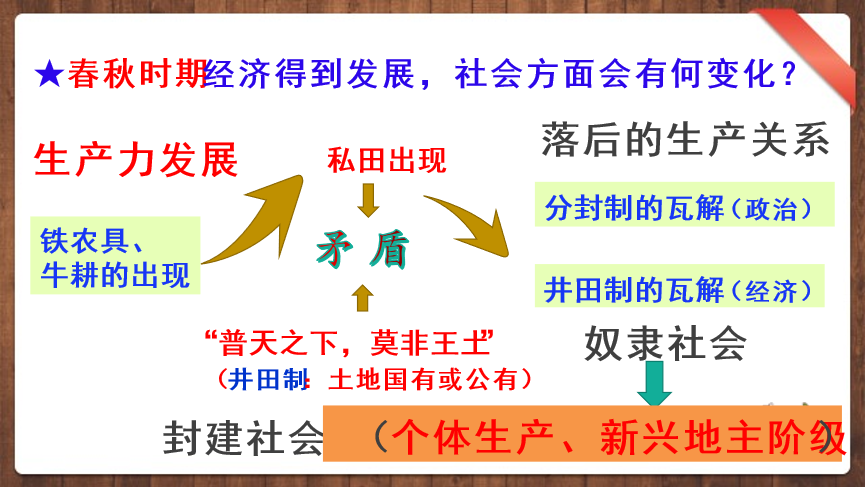 ★春秋时期经济得到发展，社会方面会有何变化？
落后的生产关系
生产力发展
私田出现
分封制的瓦解（政治）
铁农具、
牛耕的出现
矛盾
井田制的瓦解（经济）
“普天之下，莫非王土”
（井田制：土地国有或公有）
奴隶社会
封建社会（个体生产、新兴地主阶级）